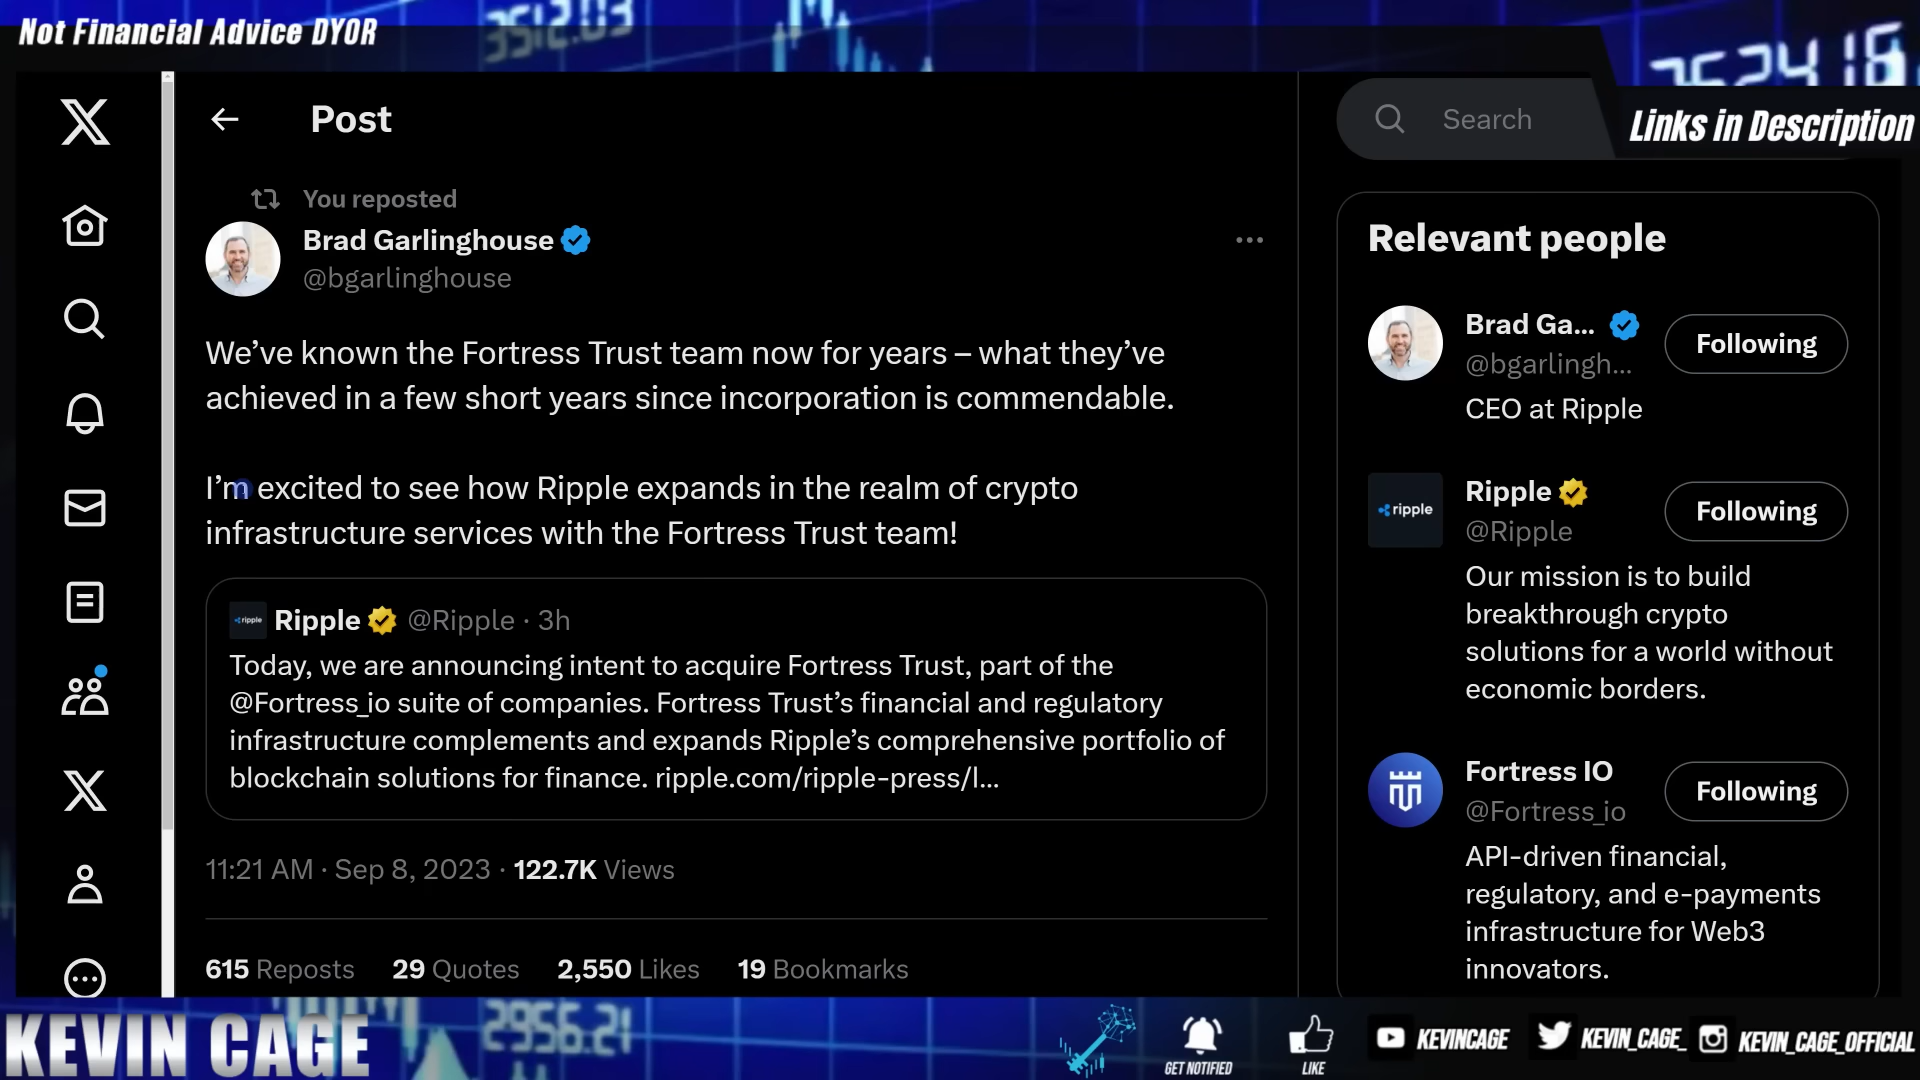 Not Financial Advice DYOR
3512.03
752418
Links in Description
Post
Search
You reposted
Brad Garlinghouse
@bgarlinghouse
We’ve known the Fortress Trust team now for years – what they’ve
achieved in a few short years since incorporation is commendable.
I’m excited to see how Ripple expands in the realm of crypto
infrastructure services with the Fortress Trust team!
ripple
Ripple @Ripple · 3h
Today, we are announcing intent to acquire Fortress Trust, part of the
@Fortress_io suite of companies. Fortress Trust’s financial and regulatory
infrastructure complements and expands Ripple’s comprehensive portfolio of
blockchain solutions for finance. ripple.com/ripple-press/l...
11:21 AM · Sep 8, 2023 · 122.7K Views
615 Reposts 29 Quotes 2,550 Likes 19 Bookmarks
Relevant people
Brad Ga...
@bgarlingh...
Following
CEO at Ripple
ripple
Ripple
@Ripple
Following
Our mission is to build
breakthrough crypto
solutions for a world without
economic borders.
Fortress IO
@Fortress_io
Following
API-driven financial,
regulatory, and e-payments
infrastructure for Web3
innovators.
KEVIN CAGE
2956.21
GET NOTIFIED
LIKE
KEVINCAGE
KEVIN_CAGE_
KEVIN_CAGE_OFFICIAL